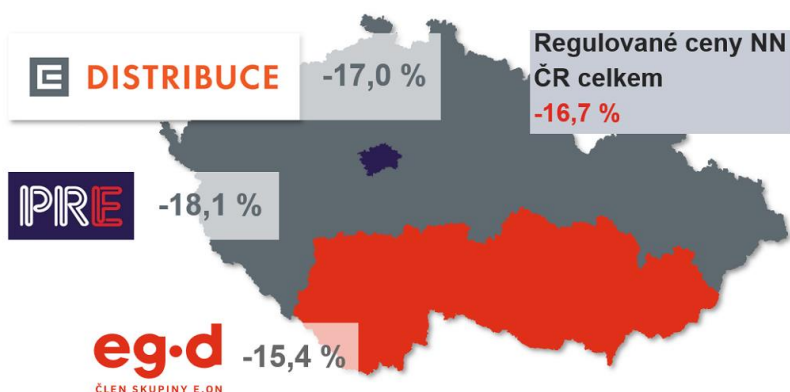 E DISTRIBUCE
-17,0 %
Regulované ceny NN
ČR celkem
-16,7 %
PRE
-18,1 %
eg·d
-15,4 %
ČLEN SKUPINY E.ON